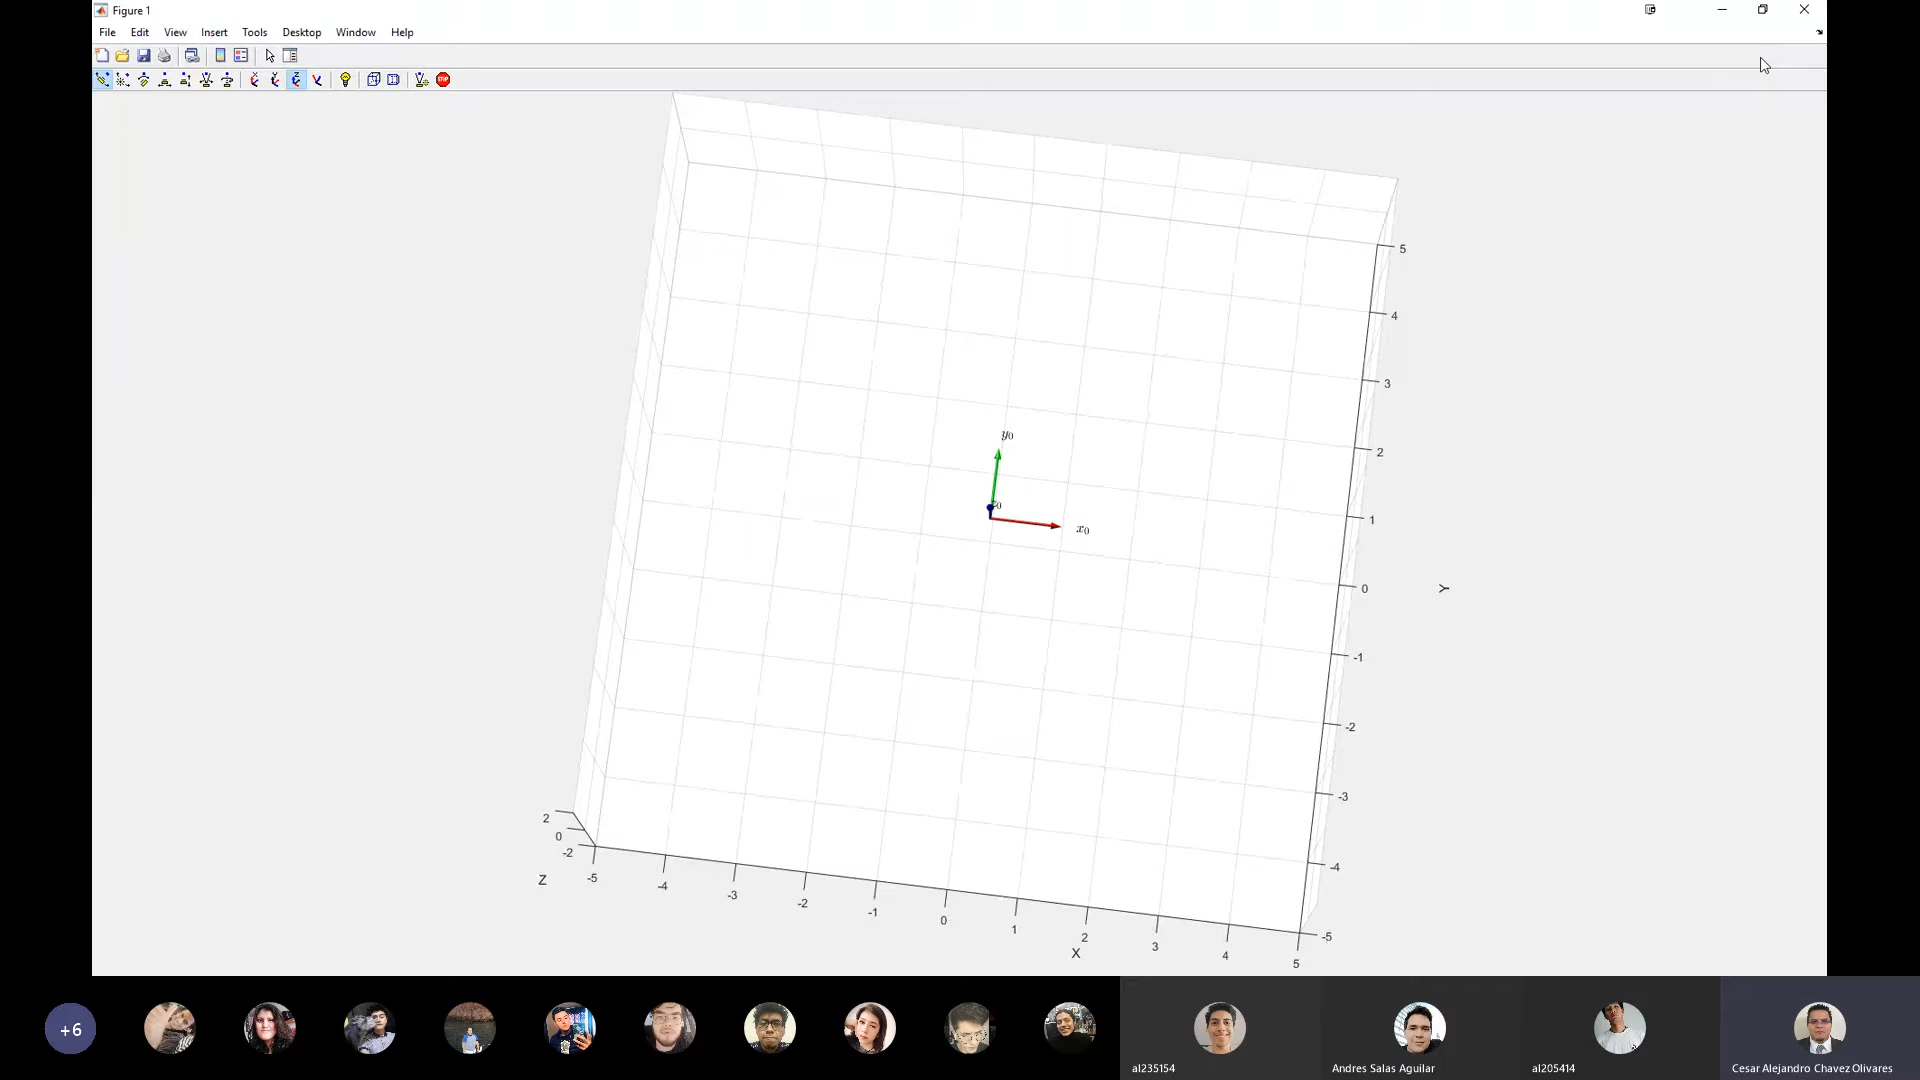 Figure 1
File Edit View Insert Tools Desktop Window Help
STOP
5
4
3
2
1
0
-1
-2
-3
-4
-5
Y
y0
x0
2
0
-2
Z
-5 -4 -3 -2 -1 0 1 2 3 4 5
X
+6
al235154
Andres Salas Aguilar
al205414
Cesar Alejandro Chavez Olivares